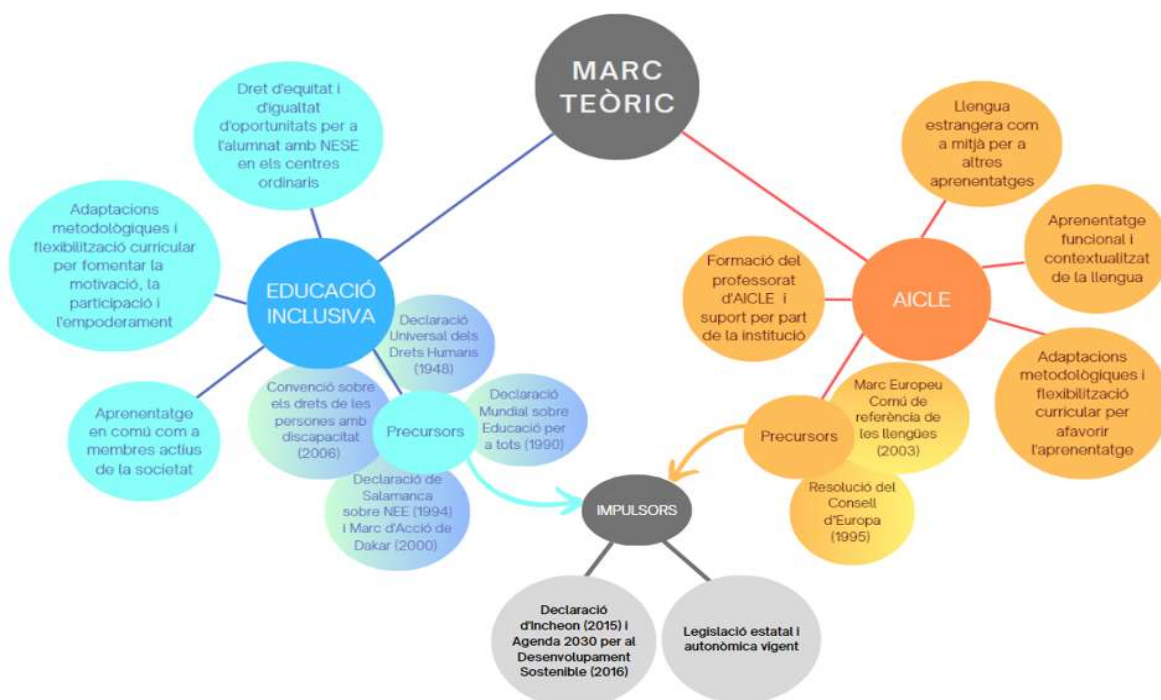 MARC
TEÒRIC
Dret d'equitat i
d'igualtat
d'oportunitats per a
l'alumnat amb NESE
en els centres
ordinaris
Adaptacions
metodològiques i
flexibilització currícular
per fomentar la
motivació, la
participació i
l'empoderament
Aprenentatge
en comú com a
membres actius
de la societat
EDUCACIÓ
INCLUSIVA
Declaració
Universal dels
Drets Humans
(1948)
Convenció sobre
els drets de les
persones amb
discapacitat
(2006)
Precursors
Declaració
Mundial sobre
Educació per
a tots (1990)
Declaració de
Salamanca
sobre NEE (1994)
i Marc d'Acció de
Dakar (2000)
Llengua
estrangera com
a mitjà per a
altres
aprenentatges
Aprenentatge
funcional i
contextualitzat
de la llengua
Formació del
professorat
d'AICLE i
suport per part
de la institució
AICLE
Adaptacions
metodològiques i
flexibilització
currícular per
afavorir
l'aprenentatge
Marc Europeu
Comú de
referència de
les llengües
(2003)
Precursors
Resolució del
Consell
d'Europa
(1995)
IMPULSORS
Declaració
d'Incheon (2015) i
Agenda 2030 per al
Desenvolupament
Sostenible (2016)
Legislació estatal i
autonòmica vigent